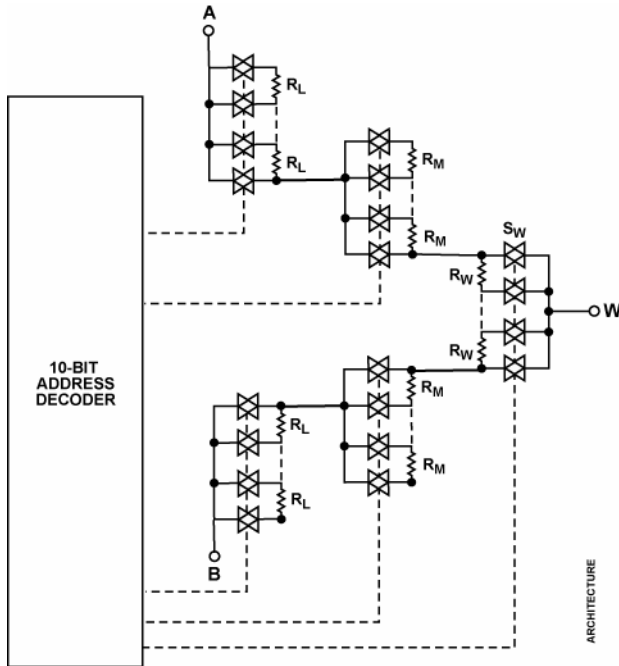 A
RL
RL
RM
RM
SW
RW
W
RW
10-BIT
ADDRESS
DECODER
RM
RL
RM
RL
B
ARCHITECTURE